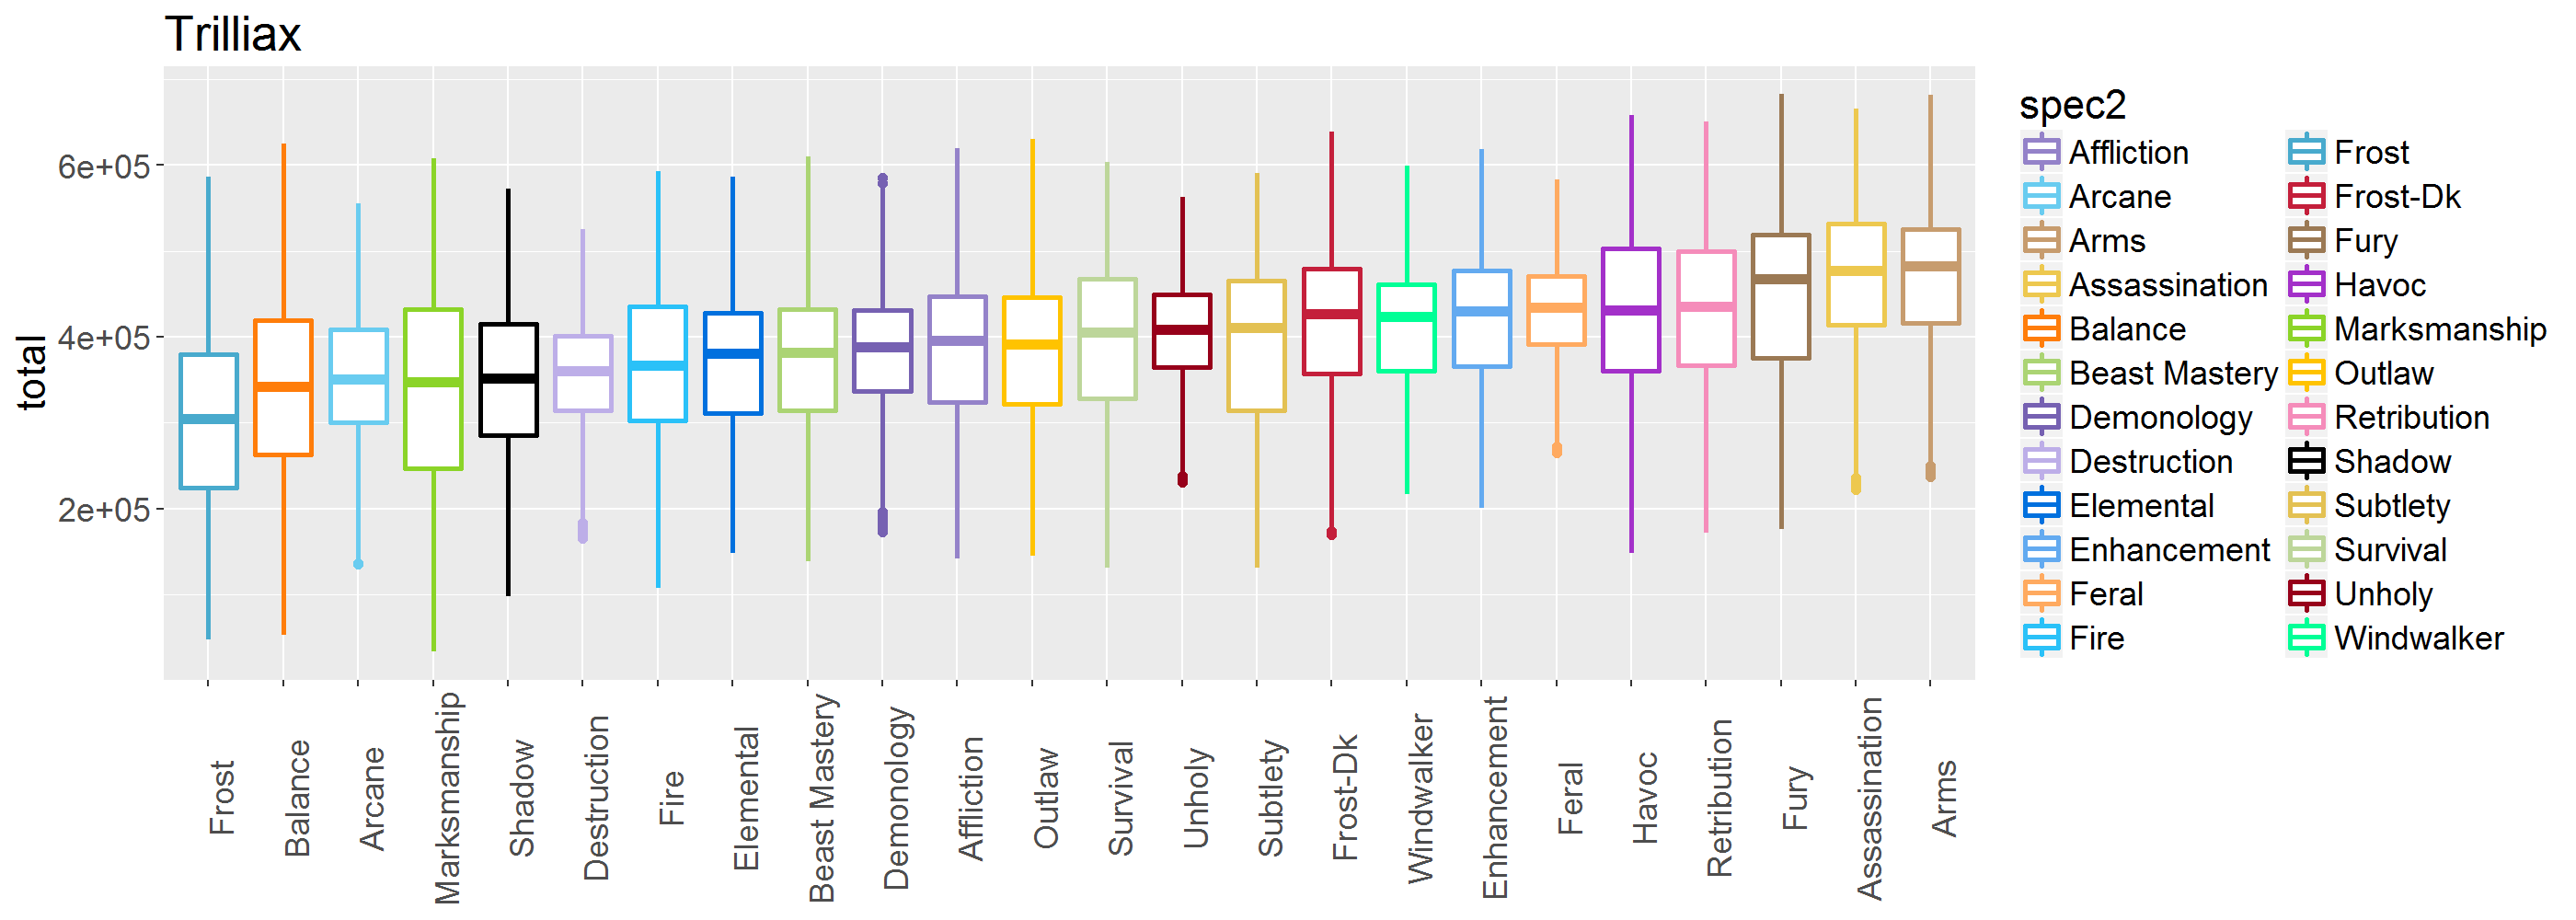 Trilliax
total
6e+05
4e+05
2e+05
Frost
Balance
Arcane
Marksmanship
Shadow
Destruction
Fire
Elemental
Beast Mastery
Demonology
Affliction
Outlaw
Survival
Unholy
Subtlety
Frost-Dk
Windwalker
Enhancement
Feral
Havoc
Retribution
Fury
Assassination
Arms
spec2
Affliction
Arcane
Arms
Assassination
Balance
Beast Mastery
Demonology
Destruction
Elemental
Enhancement
Feral
Fire
Frost
Frost-Dk
Fury
Havoc
Marksmanship
Outlaw
Retribution
Shadow
Subtlety
Survival
Unholy
Windwalker